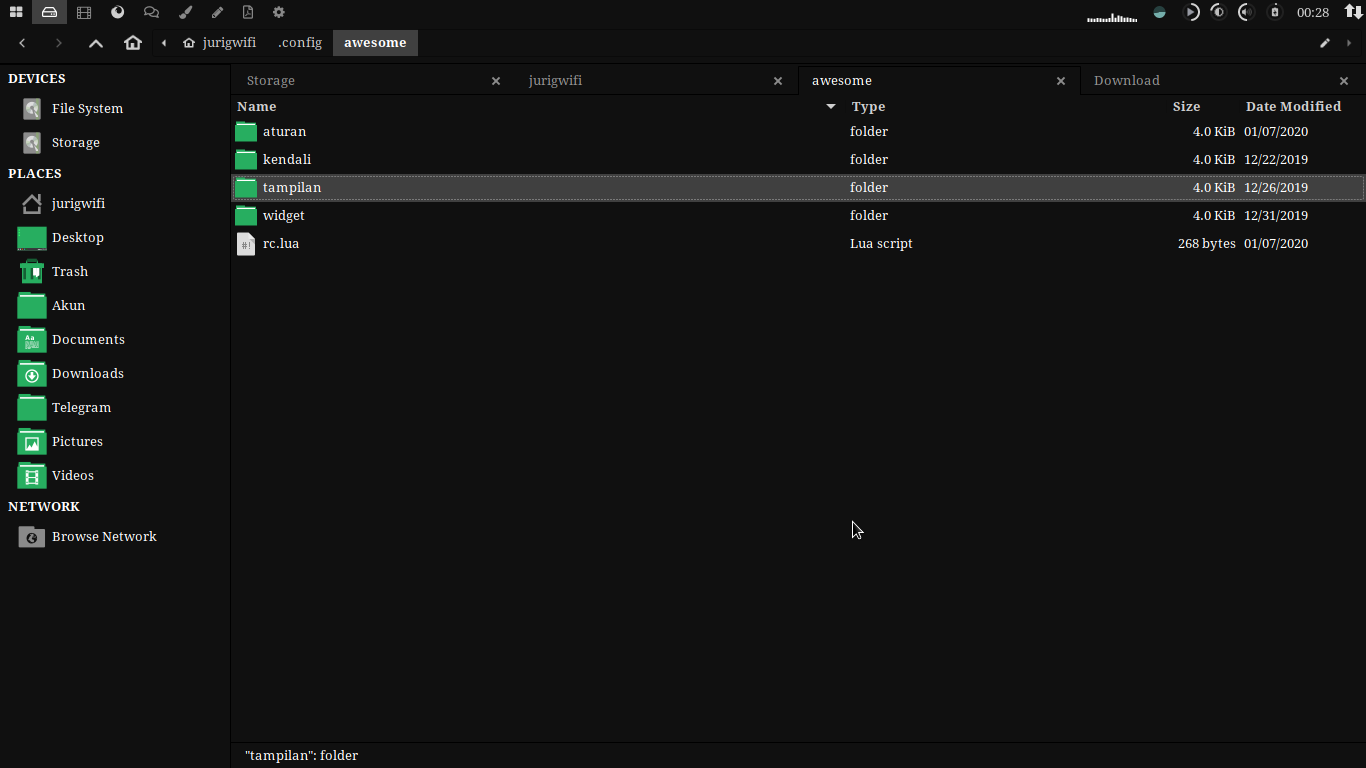 00:28
jurigwifi .config awesome
DEVICES
File System
Storage
PLACES
jurigwifi
Desktop
Trash
Akun
Documents
Downloads
Telegram
Pictures
Videos
NETWORK
Browse Network
Storage jurigwifi awesome Download
Name Type Size Date Modified
aturan folder 4.0 KiB 01/07/2020
kendali folder 4.0 KiB 12/22/2019
tampilan folder 4.0 KiB 12/26/2019
widget folder 4.0 KiB 12/31/2019
rc.lua Lua script 268 bytes 01/07/2020
"tampilan": folder